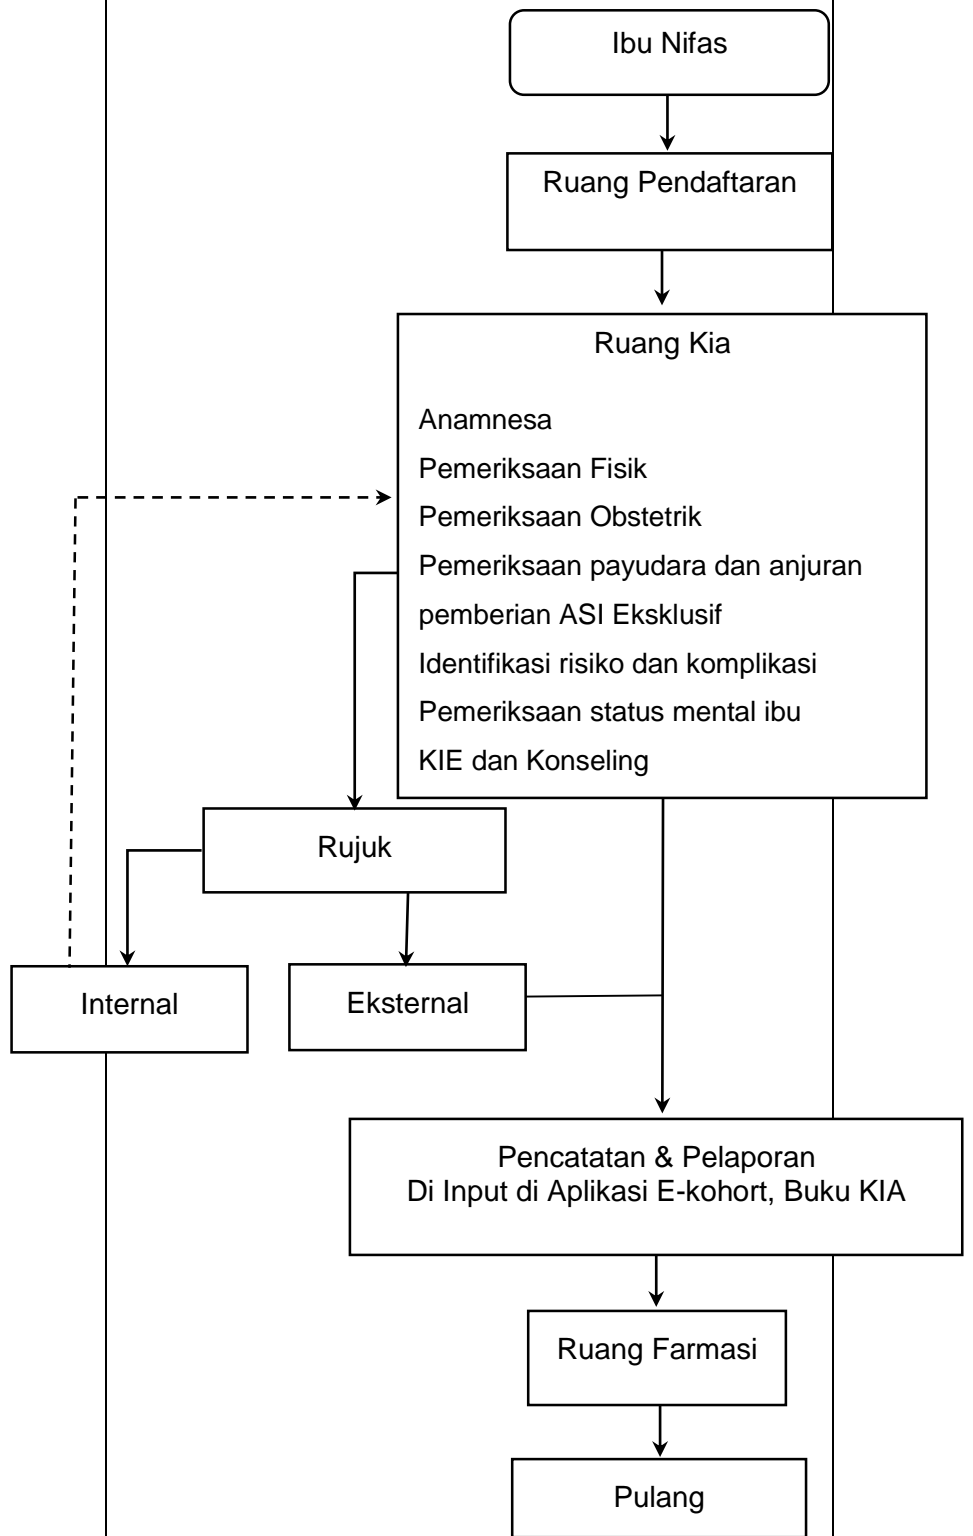 Ibu Nifas
Ruang Pendaftaran
Ruang Kia
Anamnesa
Pemeriksaan Fisik
Pemeriksaan Obstetrik
Pemeriksaan payudara dan anjuran
pemberian ASI Eksklusif
Identifikasi risiko dan komplikasi
Pemeriksaan status mental ibu
KIE dan Konseling
Rujuk
Internal
Eksternal
Pencatatan & Pelaporan
Di Input di Aplikasi E-kohort, Buku KIA
Ruang Farmasi
Pulang